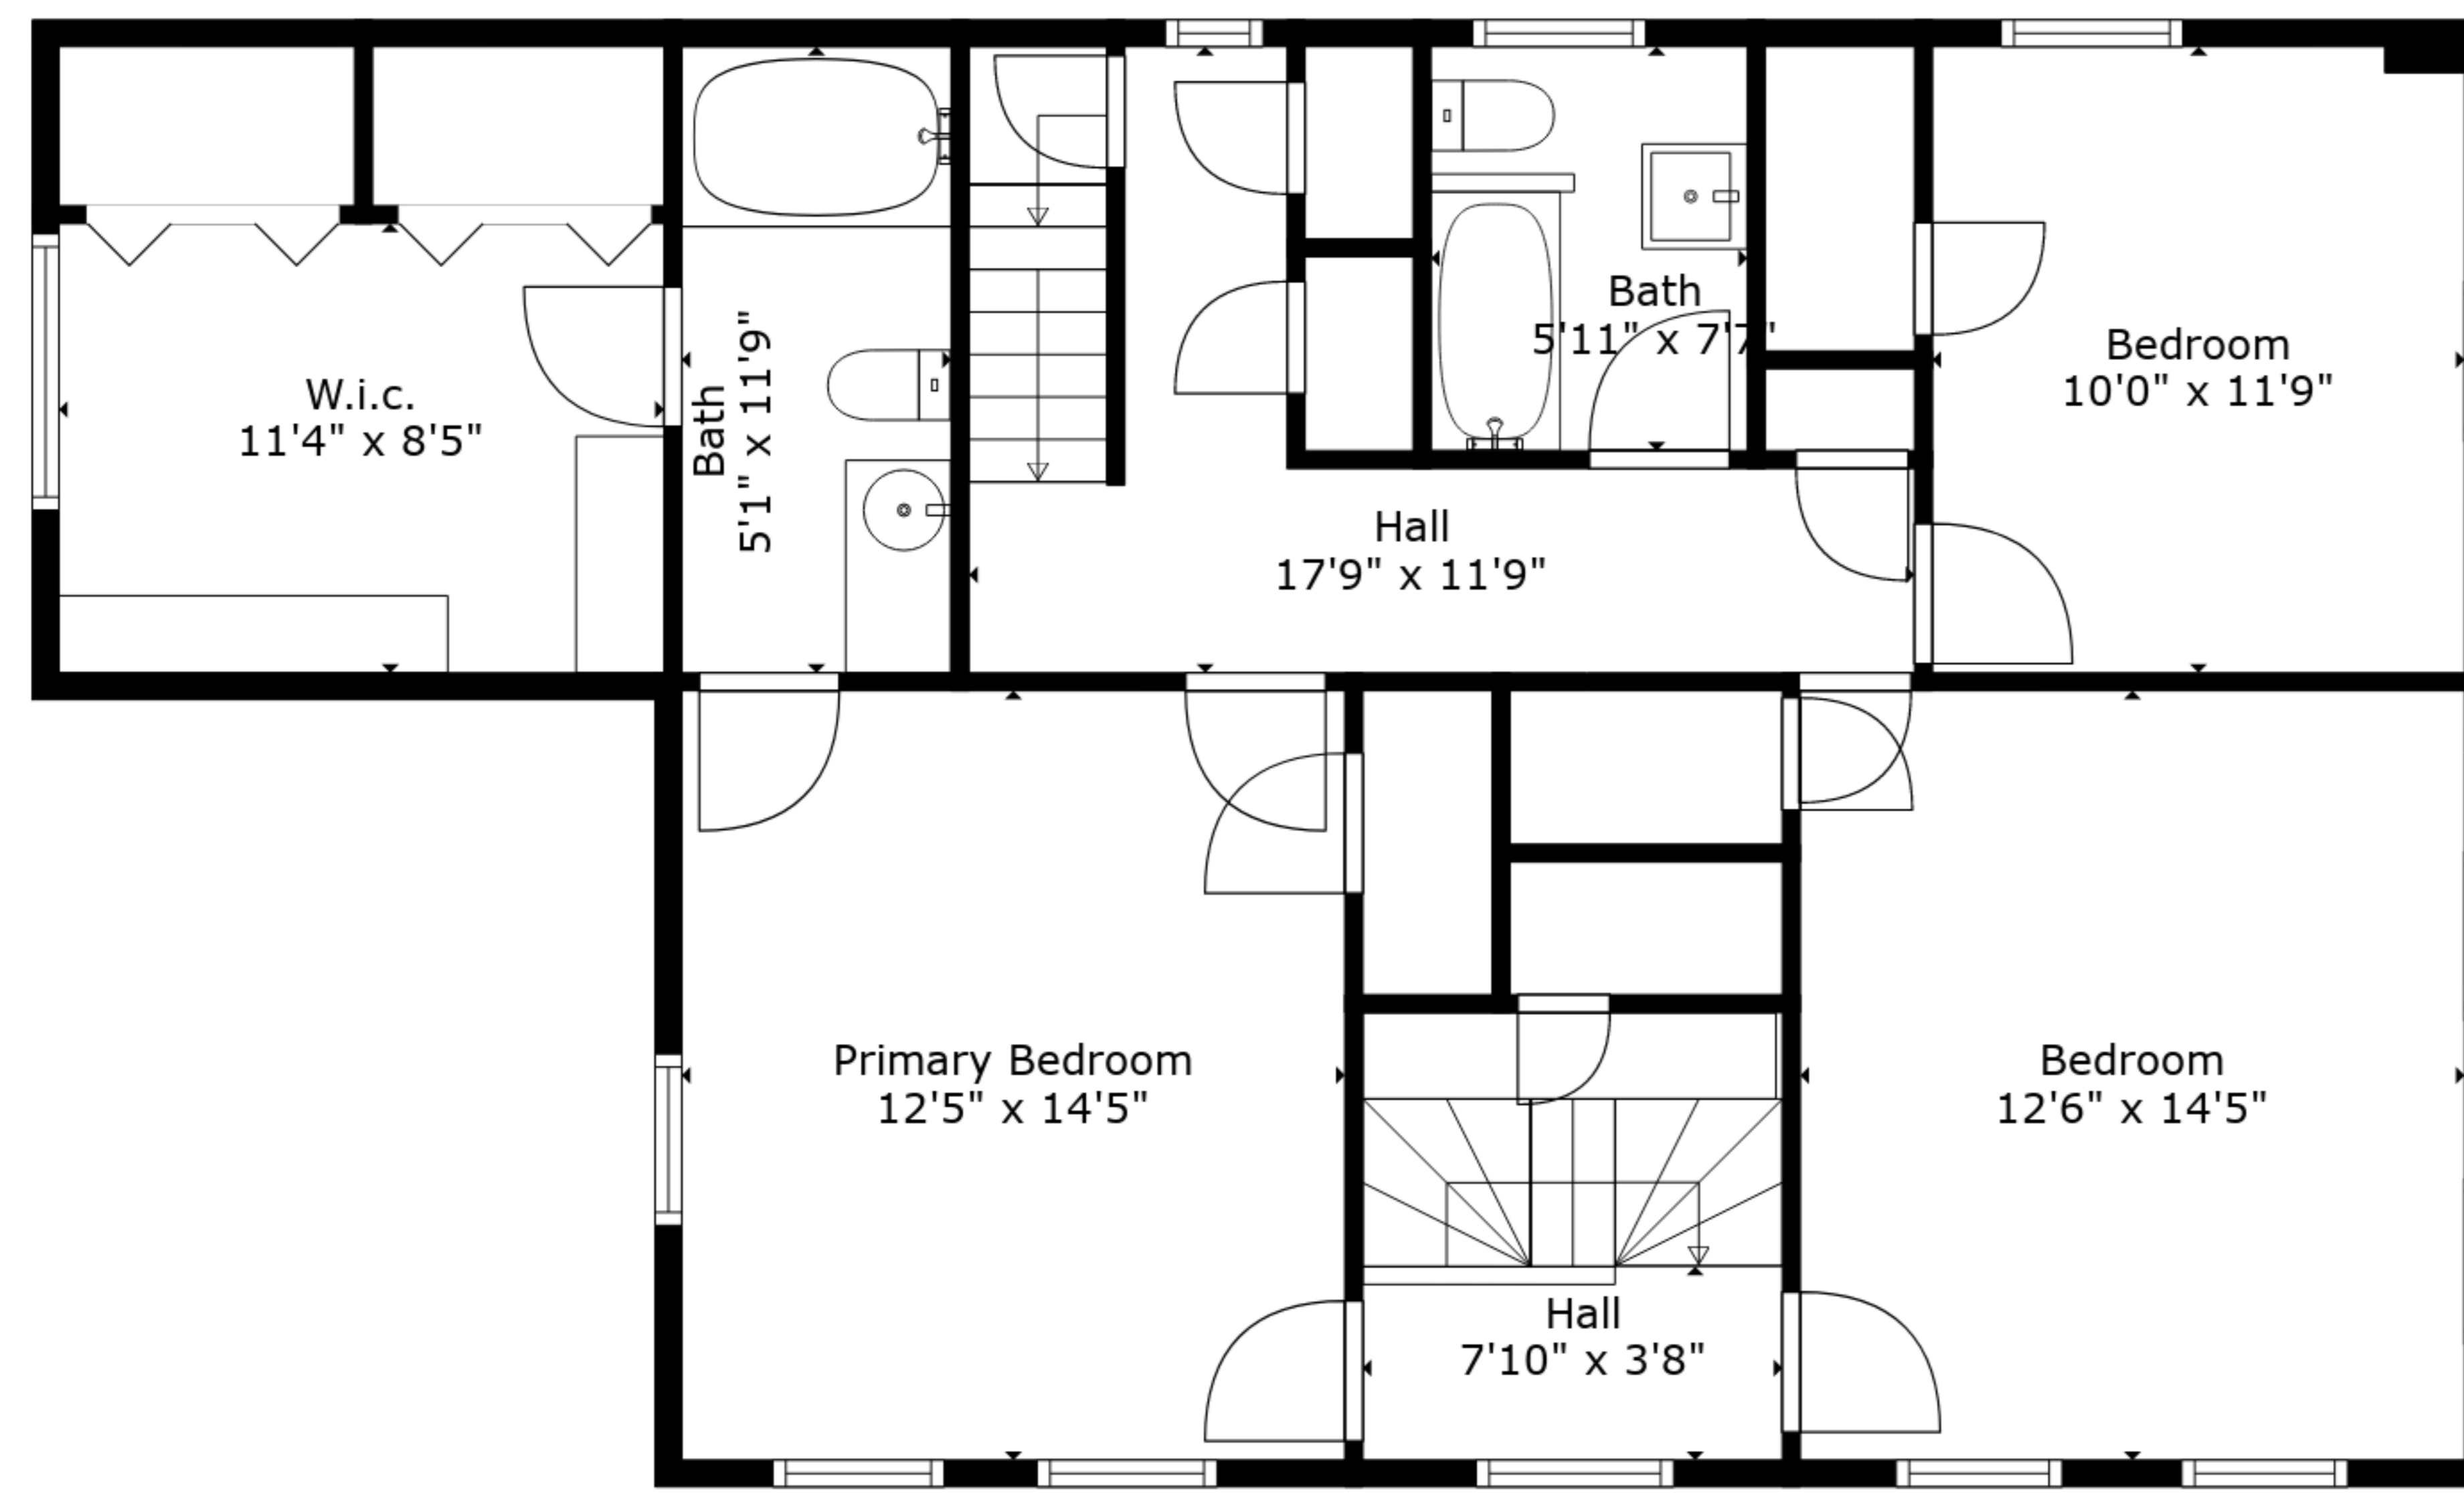 W.i.c.
11'4" x 8'5"
Bath
5'1" x 11'9"
Bath
5'11" x 7'7"
Bedroom
10'0" x 11'9"
Hall
17'9" x 11'9"
Primary Bedroom
12'5" x 14'5"
Bedroom
12'6" x 14'5"
Hall
7'10" x 3'8"